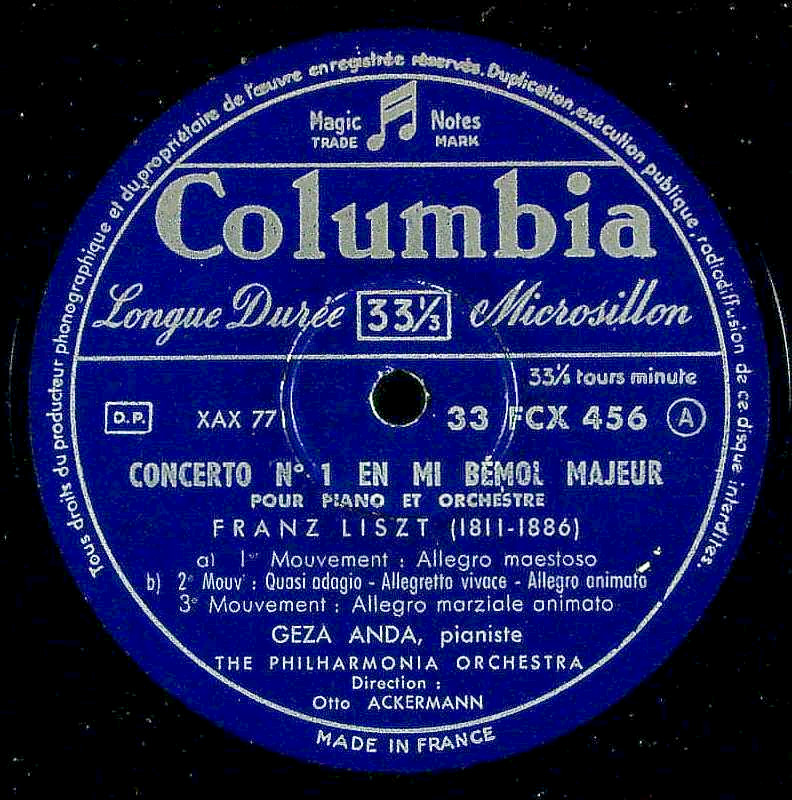 Tous droits du producteur phonographique et du propriétaire de l'œuvre enregistrée réservés. Duplication, exécution publique, radiodiffusion de ce disque interdites.
Magic Notes
TRADE MARK
Columbia
Longue Durée 33⅓ Microsillon
33⅓ tours minute
D.P. XAX 77 33 FCX 456 A
CONCERTO N° 1 EN MI BÉMOL MAJEUR
POUR PIANO ET ORCHESTRE
FRANZ LISZT (1811-1886)
a) 1er Mouvement : Allegro maestoso
b) 2e Mouvt : Quasi adagio - Allegretto vivace - Allegro animato
3e Mouvement : Allegro marziale animato
GEZA ANDA, pianiste
THE PHILHARMONIA ORCHESTRA
Direction :
Otto ACKERMANN
MADE IN FRANCE